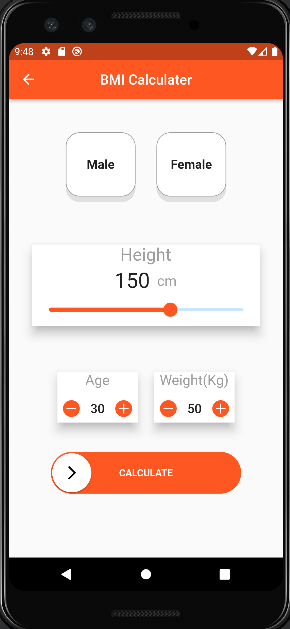 9:48
BMI Calculater
Male Female
Height
150 cm
Age Weight(Kg)
30 50
CALCULATE